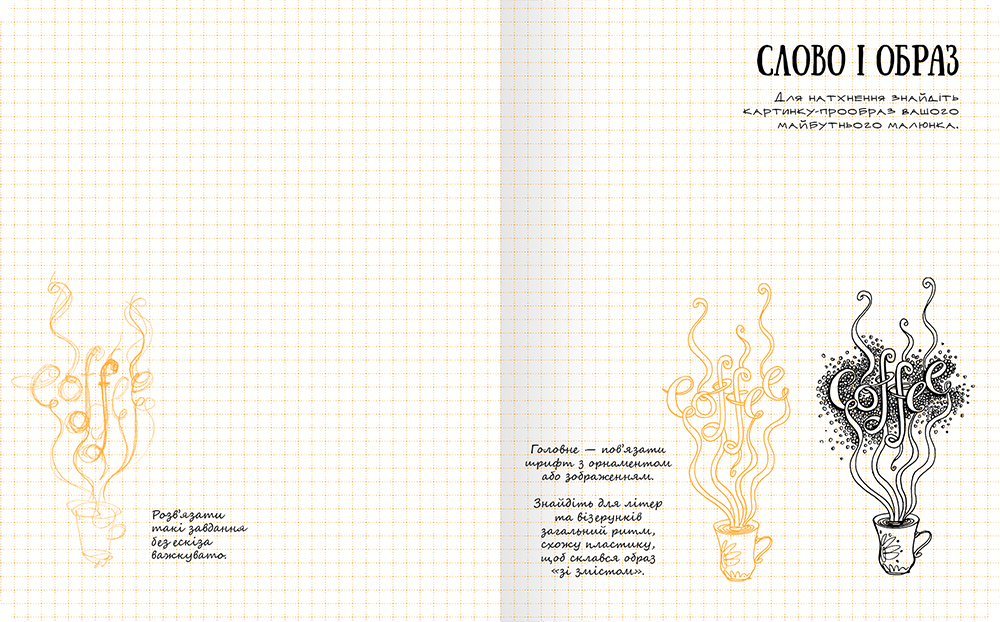 СЛОВО І ОБРАЗ
Для натхнення знайдіть
картинку-прообраз вашого
майбутнього малюнка.
Coffee
Розв'язати
такі завдання
без ескіза
важкувато.
Головне — пов'язати
шрифт з орнаментом
або зображенням.
Знайдіть для літер
та візерунків
загальний ритм,
схожу пластику,
щоб склався образ
«зі змістом».
Coffee
Coffee